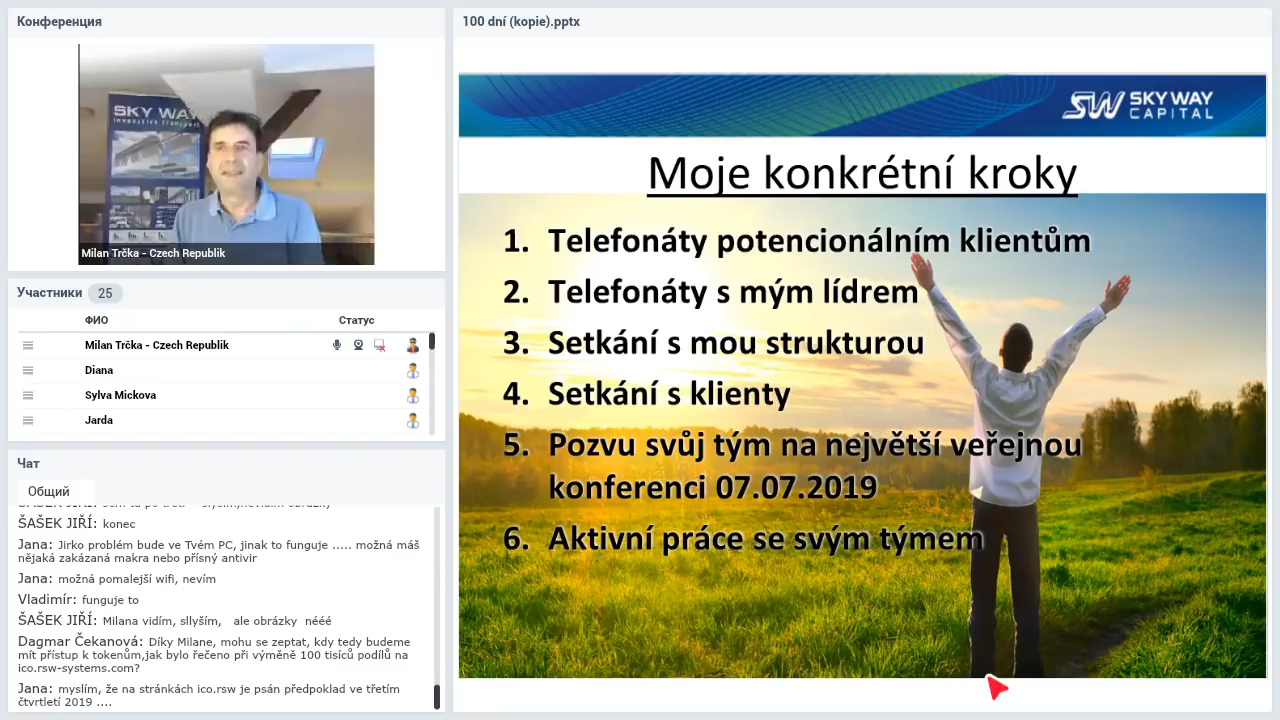 Конференция
SKY WAY
Milan Trčka - Czech Republik
Участники 25
ФИО Статус
Milan Trčka - Czech Republik
Diana
Sylva Mickova
Jarda
Чат
Общий
ŠAŠEK JIŘÍ: konec
Jana: Jirko problém bude ve Tvém PC, jinak to funguje ..... možná máš
nějaká zakázaná makra nebo přísný antivir
Jana: možná pomalejší wifi, nevím
Vladimír: funguje to
ŠAŠEK JIŘÍ: Milana vidím, sllyším, ale obrázky nééé
Dagmar Čekanová: Díky Milane, mohu se zeptat, kdy tedy budeme
mít přístup k tokenům,jak bylo řečeno při výměně 100 tisíců podílů na
ico.rsw-systems.com?
Jana: myslím, že na stránkách ico.rsw je psán předpoklad ve třetím
čtvrtletí 2019 ....
100 dní (kopie).pptx
SW SKY WAY
CAPITAL
Moje konkrétní kroky
1. Telefonáty potencionálním klientům
2. Telefonáty s mým lídrem
3. Setkání s mou strukturou
4. Setkání s klienty
5. Pozvu svůj tým na největší veřejnou
konferenci 07.07.2019
6. Aktivní práce se svým týmem